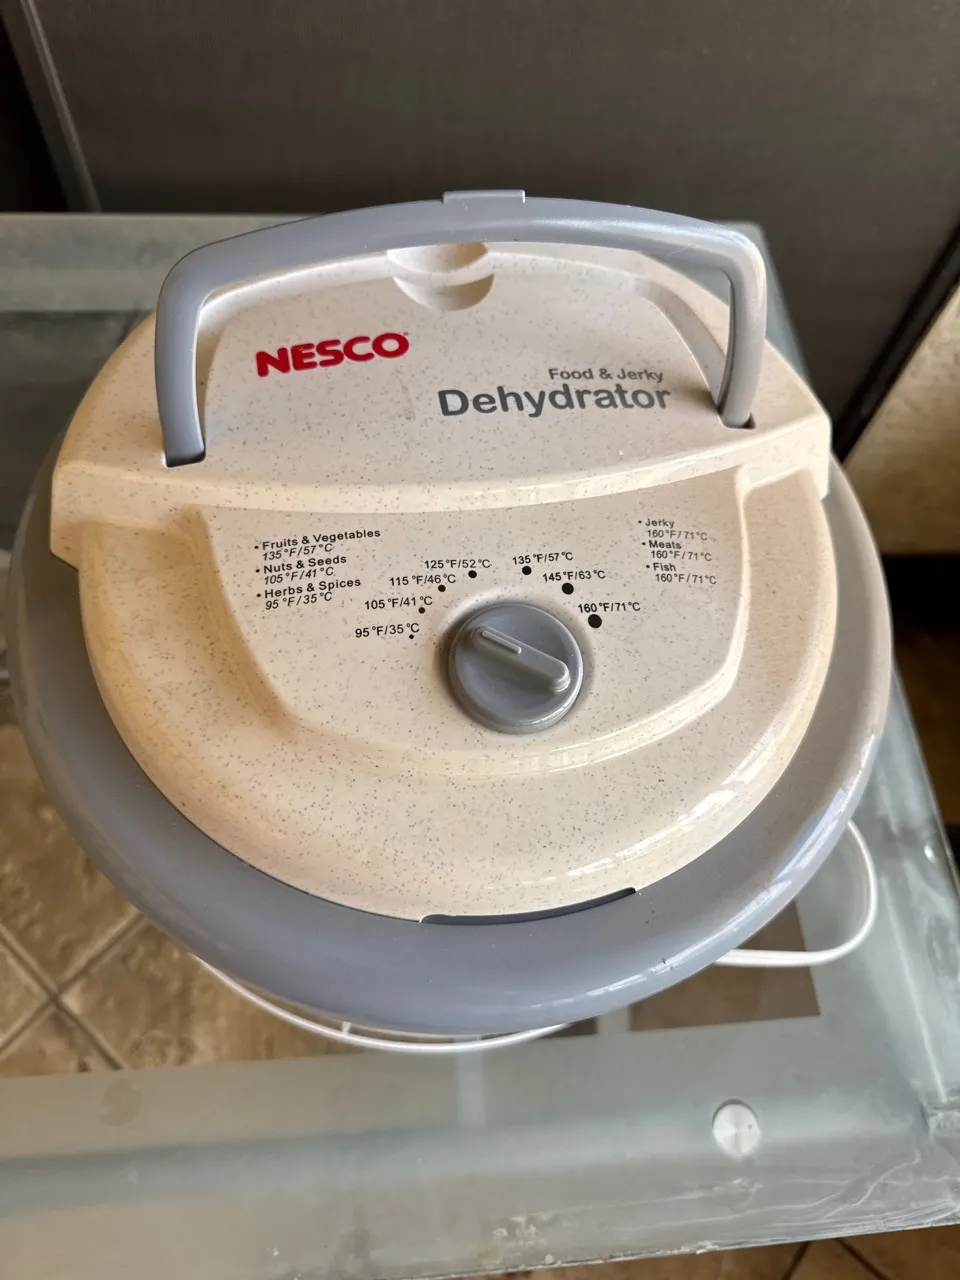 NESCO
Food & Jerky
Dehydrator
• Fruits & Vegetables
135°F/57°C
• Nuts & Seeds
105°F/41°C
• Herbs & Spices
95°F/35°C
95°F/35°C
105°F/41°C
115°F/46°C
125°F/52°C
135°F/57°C
145°F/63°C
160°F/71°C
• Jerky
160°F/71°C
• Meats
160°F/71°C
• Fish
160°F/71°C